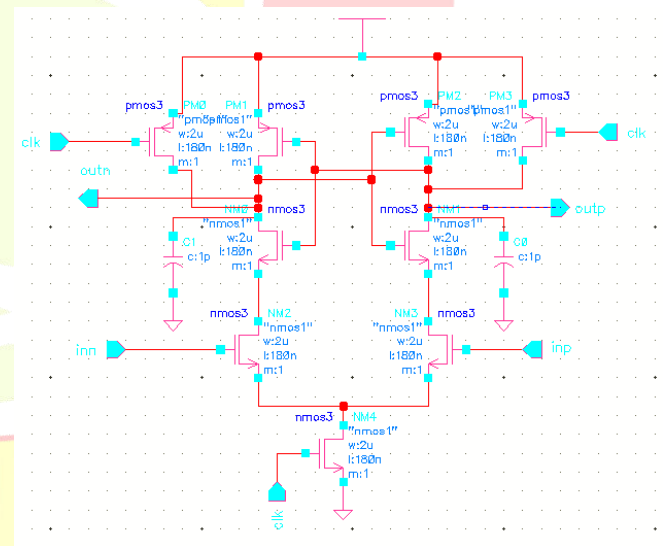 pmos3 PM0 PM1 pmos3 pmos3 PM2 PM3 pmos3
"pmos1" "pmos1"
w:2u w:2u w:2u w:2u
l:180n l:180n l:180n l:180n
m:1 m:1 m:1 m:1
clk clk
outn
NM0 nmos3 nmos3 NM1
"nmos1" "nmos1"
outp
C1 w:2u w:2u C0
c:1p l:180n l:180n c:1p
m:1 m:1
nmos3 NM2 NM3 nmos3
"nmos1" "nmos1"
w:2u w:2u
inn l:180n l:180n inp
m:1 m:1
nmos3 NM4
"nmos1"
w:2u
l:180n
m:1
clk